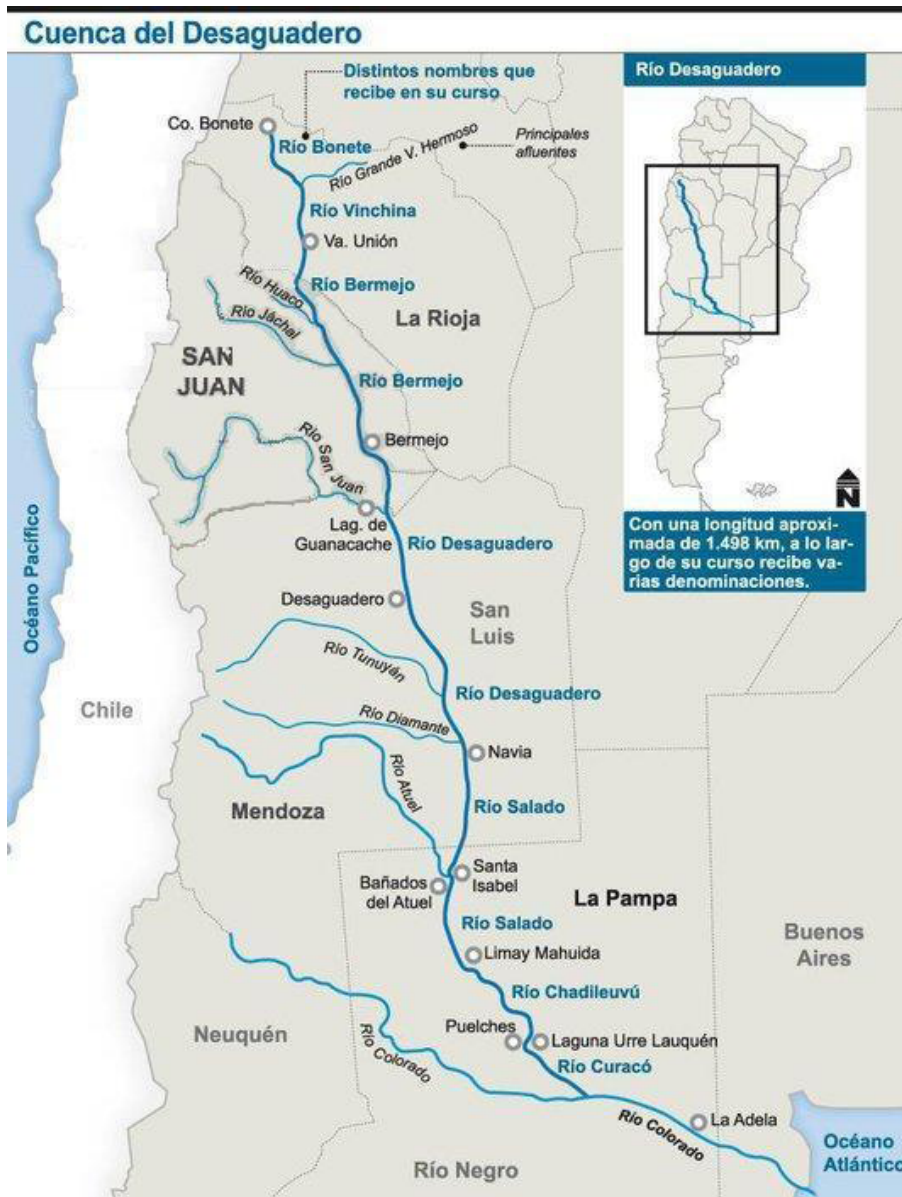 Cuenca del Desaguadero
Distintos nombres que
recibe en su curso
Río Desaguadero
Co. Bonete
Río Bonete
Río Grande V. Hermoso
Principales
afluentes
Río Vinchina
Va. Unión
Río Huaco
Río Bermejo
Río Jáchal
La Rioja
SAN
JUAN
Río Bermejo
Bermejo
Río San Juan
Lag. de
Guanacache
Río Desaguadero
N
Con una longitud aproxi-
mada de 1.498 km, a lo lar-
go de su curso recibe va-
rias denominaciones.
Océano Pacífico
Desaguadero
San
Luis
Río Tunuyán
Río Desaguadero
Chile
Río Diamante
Navia
Río Atuel
Mendoza
Río Salado
Santa
Isabel
Bañados
del Atuel
La Pampa
Río Salado
Buenos
Aires
Limay Mahuida
Río Chadileuvú
Neuquén
Puelches
Laguna Urre Lauquén
Río Colorado
Río Curacó
La Adela
Río Colorado
Océano
Atlántico
Río Negro